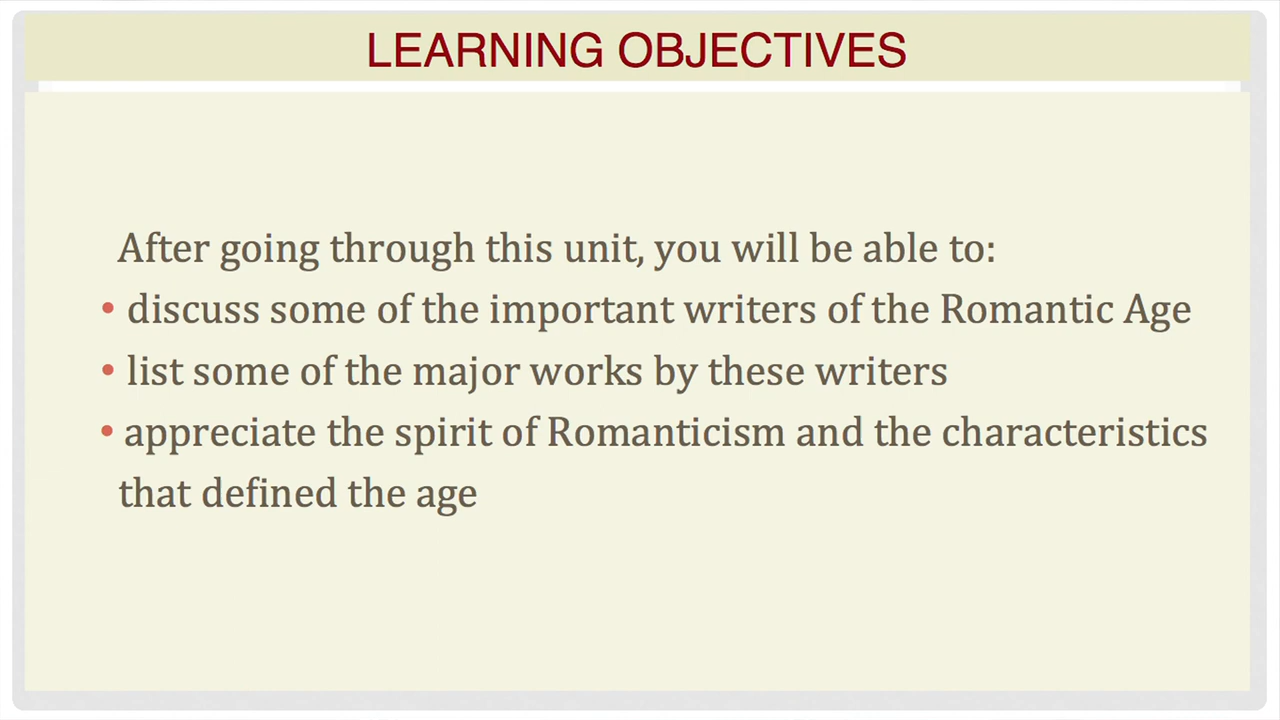 LEARNING OBJECTIVES
After going through this unit, you will be able to:
• discuss some of the important writers of the Romantic Age
• list some of the major works by these writers
• appreciate the spirit of Romanticism and the characteristics
that defined the age